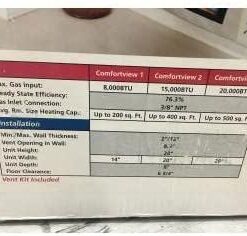 Comfortview 1 Comfortview 2 Comfortvi
ax. Gas Input: 8,000BTU 15,000BTU 20,000BT
eady State Efficiency: 76.3%
as Inlet Connection: 3/8" NPT
vg. Rm. Size Heating Cap.: Up to 200 sq. Ft. Up to 400 sq. Ft. Up to 500 sq. F
Installation
Min./Max. Wall Thickness:
Vent Opening in Wall:
Unit Height:
Unit Width: 14" 20" 20"
Unit Depth:
Floor Clearance: 4 3/4"
Vent Kit Included